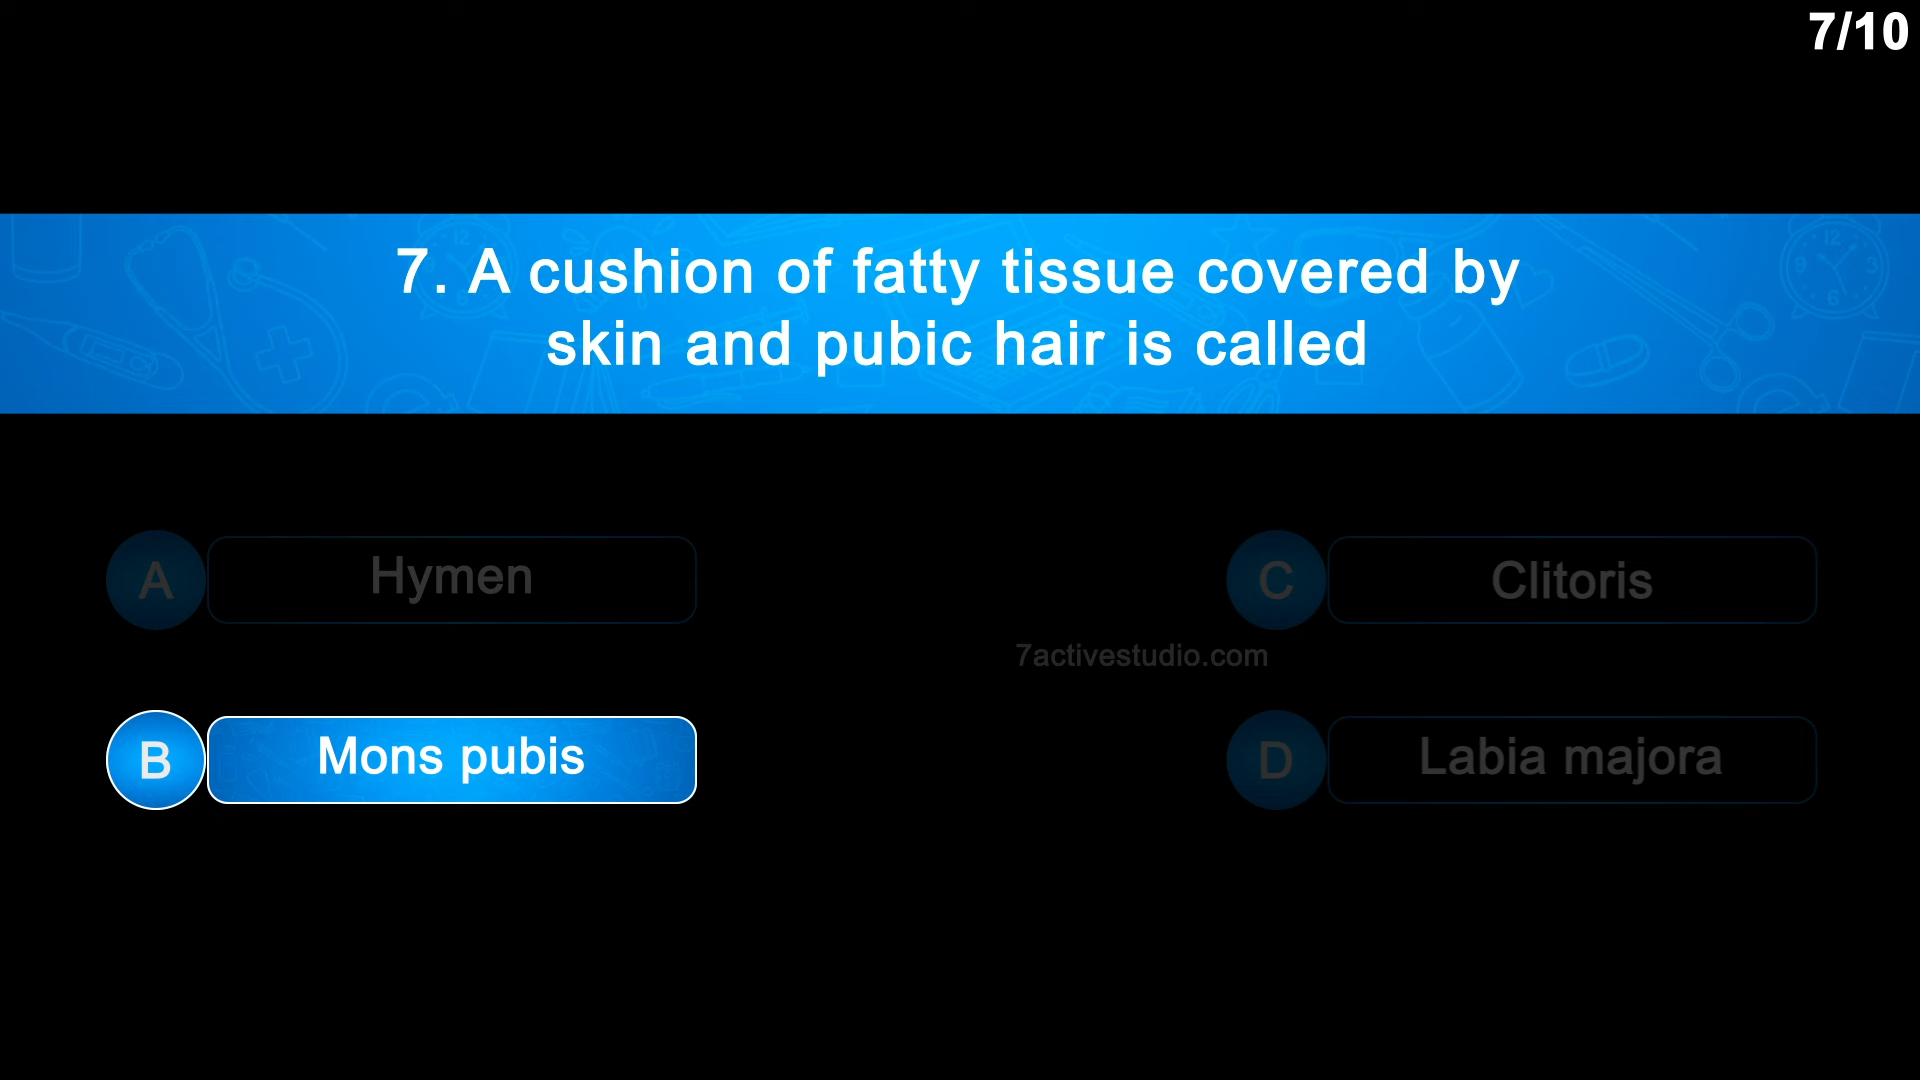 7/10
7. A cushion of fatty tissue covered by
skin and pubic hair is called
A Hymen
C Clitoris
7activestudio.com
B Mons pubis
D Labia majora